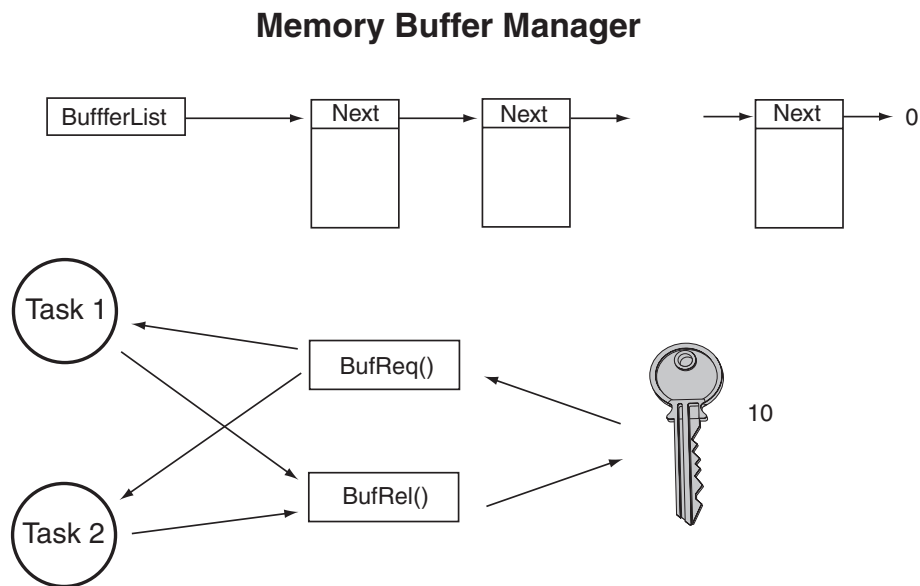 Memory Buffer Manager
BuffferList
Next
Next
Next
0
Task 1
BufReq()
10
BufRel()
Task 2